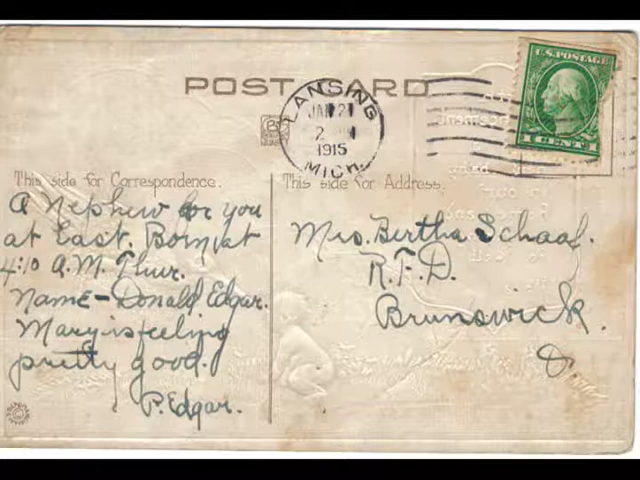 POST CARD
LANSING
JAN 21
2 PM
1915
MICH.
U.S. POSTAGE
1 CENT 1
This side for Correspondence.
This side for Address.
A Nephew for you
at Last. Born at
4:10 A.M. Thur.
Name - Donald Edgar.
Mary is feeling
pretty good.
P. Edgar.
Mrs. Bertha Schaaf.
R.F.D.
Brunswick.
O.